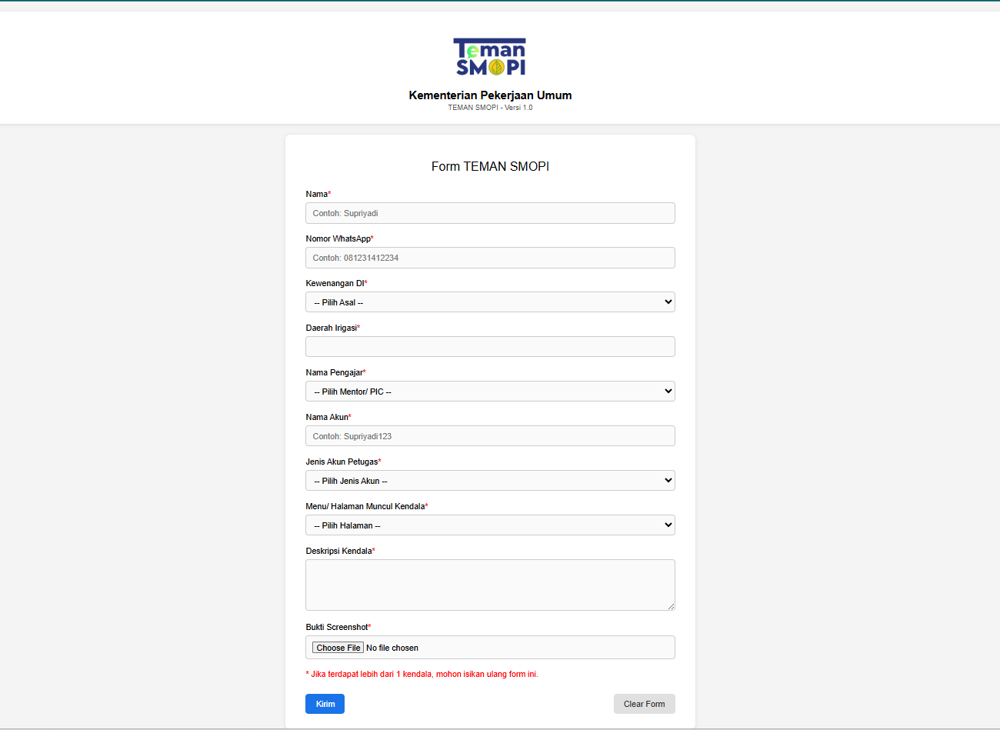 Teman
SMOPI
Kementerian Pekerjaan Umum
TEMAN SMOPI - Versi 1.0
Form TEMAN SMOPI
Nama*
Contoh: Supriyadi
Nomor WhatsApp*
Contoh: 081231412234
Kewenangan DI*
-- Pilih Asal --
Daerah Irigasi*
Nama Pengajar*
-- Pilih Mentor/ PIC --
Nama Akun*
Contoh: Supriyadi123
Jenis Akun Petugas*
-- Pilih Jenis Akun --
Menu/ Halaman Muncul Kendala*
-- Pilih Halaman --
Deskripsi Kendala*
Bukti Screenshot*
Choose File No file chosen
* Jika terdapat lebih dari 1 kendala, mohon isikan ulang form ini.
Kirim Clear Form